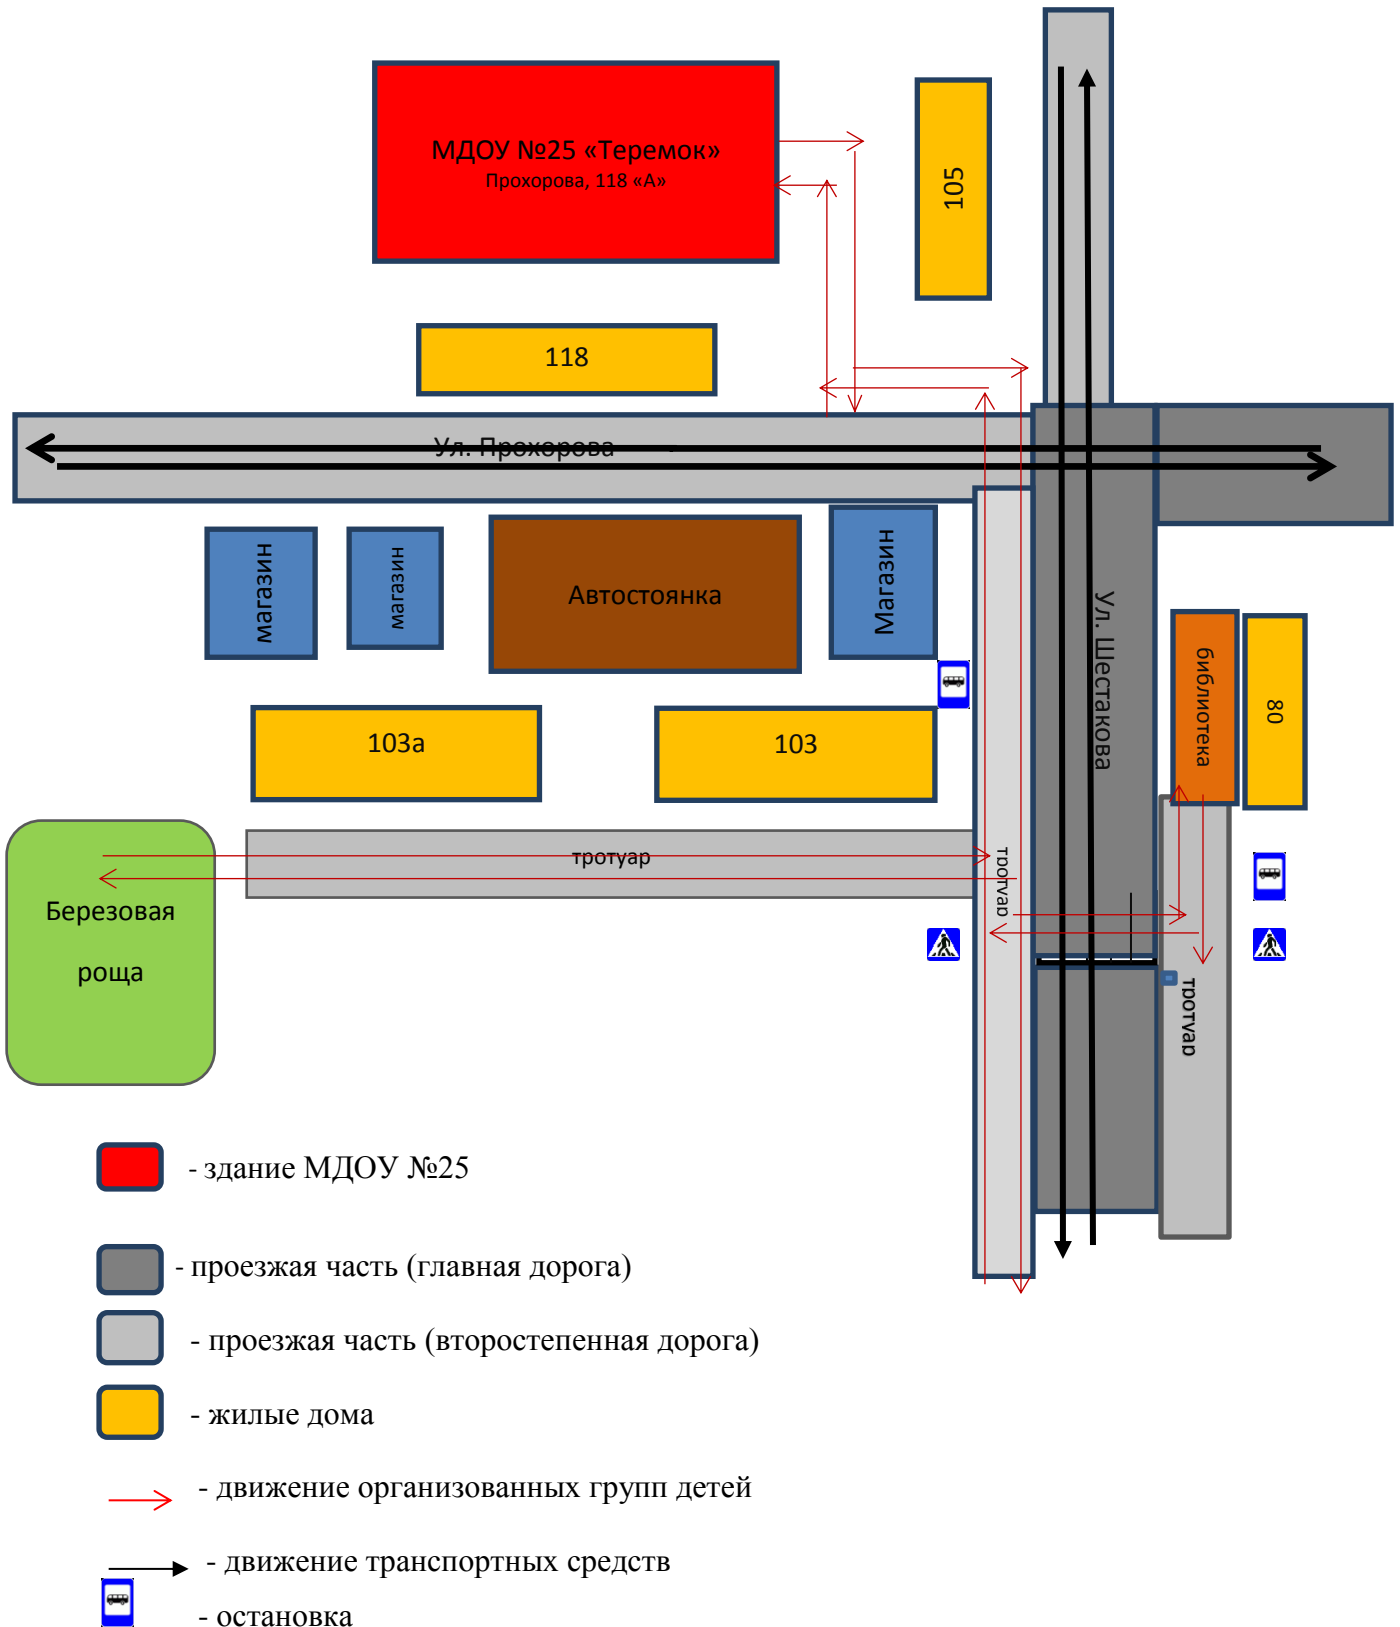 МДОУ №25 «Теремок»
Прохорова, 118 «А»
105
118
Ул. Прохорова
магазин
магазин
Автостоянка
Магазин
Ул. Шестакова
библиотека
80
103а
103
тротуар
тротуар
Березовая
роща
тротуар
- здание МДОУ №25
- проезжая часть (главная дорога)
- проезжая часть (второстепенная дорога)
- жилые дома
- движение организованных групп детей
- движение транспортных средств
- остановка